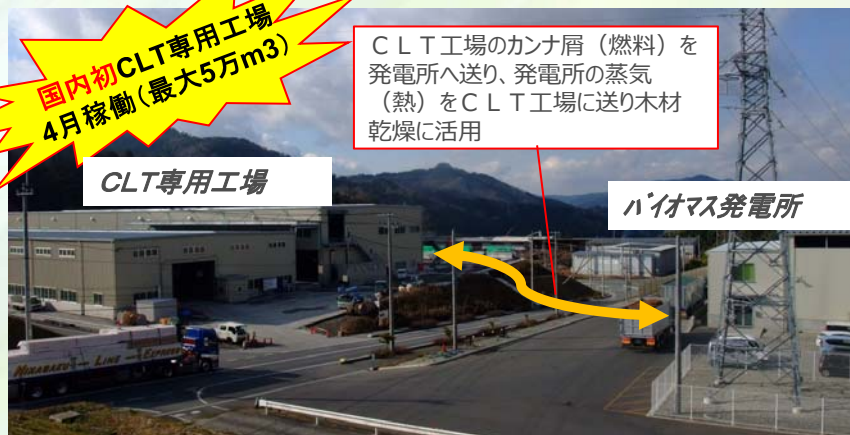 国内初CLT専用工場
4月稼働(最大5万m3)
CLT工場のカンナ屑(燃料)を
発電所へ送り、発電所の蒸気
(熱)をCLT工場に送り木材
乾燥に活用
CLT専用工場
バイオマス発電所
LINE EXPRESS